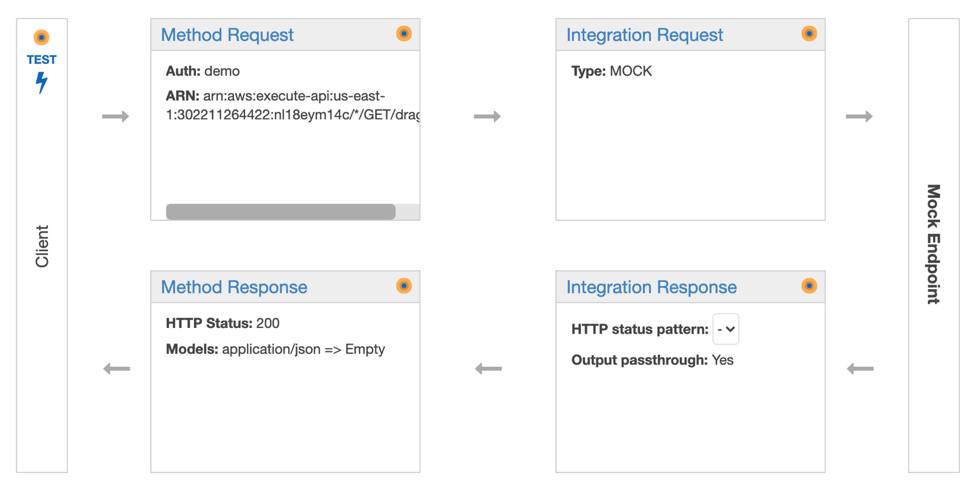 TEST
Client
Method Request
Auth: demo
ARN: arn:aws:execute-api:us-east-
1:302211264422:nl18eym14c/*/GET/drag
Integration Request
Type: MOCK
Mock Endpoint
Method Response
HTTP Status: 200
Models: application/json => Empty
Integration Response
HTTP status pattern: -
Output passthrough: Yes